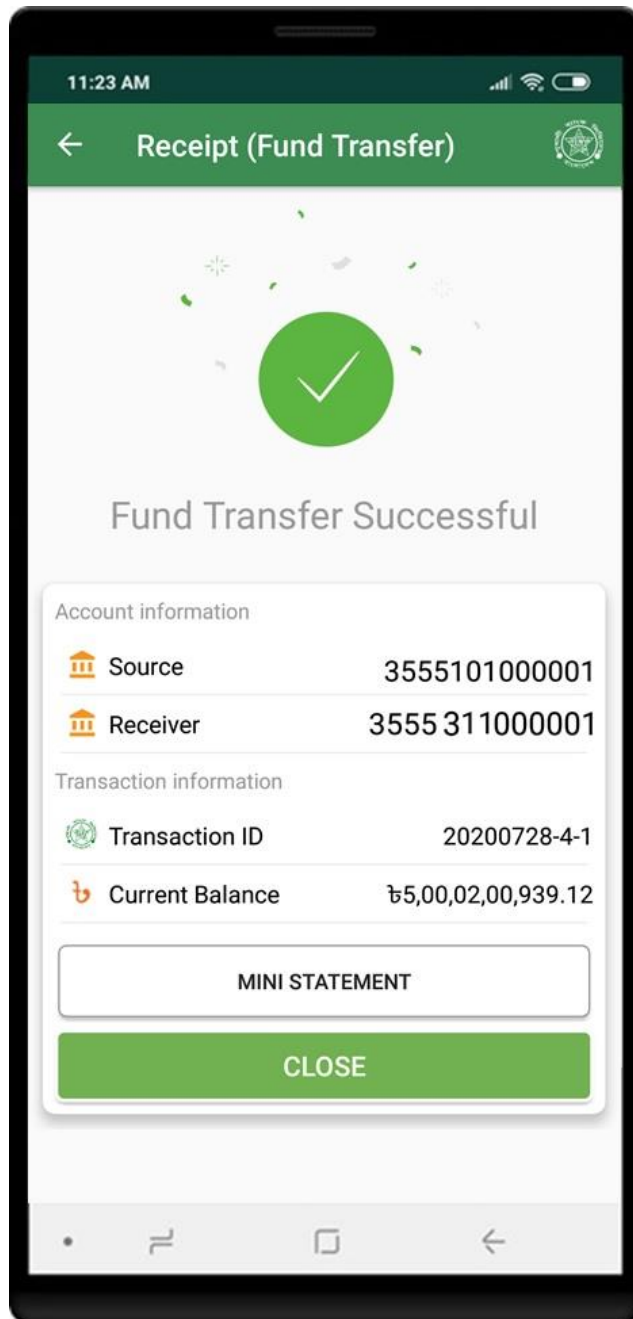 11:23 AM
Receipt (Fund Transfer)
Fund Transfer Successful
Account information
Source 3555101000001
Receiver 3555 311000001
Transaction information
Transaction ID 20200728-4-1
Current Balance ৳5,00,02,00,939.12
MINI STATEMENT
CLOSE